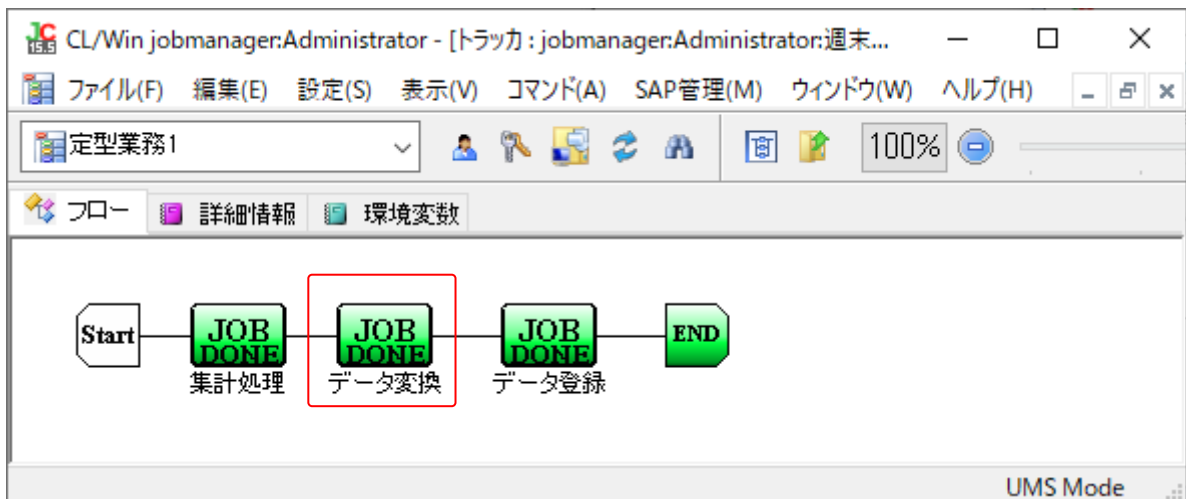 JC 15.5 CL/Win jobmanager:Administrator - [トラッカ : jobmanager:Administrator:週末...
ファイル(F) 編集(E) 設定(S) 表示(V) コマンド(A) SAP管理(M) ウィンドウ(W) ヘルプ(H)
定型業務1 100%
フロー 詳細情報 環境変数
Start JOB DONE JOB DONE JOB DONE END
集計処理 データ変換 データ登録
UMS Mode